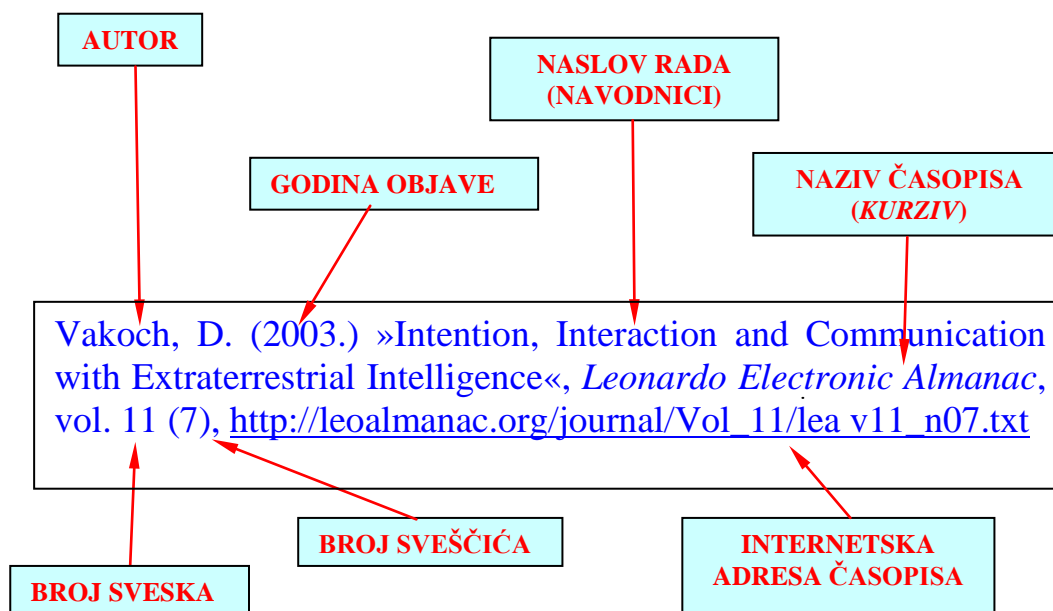 AUTOR
NASLOV RADA
(NAVODNICI)
GODINA OBJAVE
NAZIV ČASOPISA
(KURZIV)
Vakoch, D. (2003.) »Intention, Interaction and Communication
with Extraterrestrial Intelligence«, Leonardo Electronic Almanac,
vol. 11 (7), http://leoalmanac.org/journal/Vol_11/lea v11_n07.txt
BROJ SVEŠČIĆA
INTERNETSKA
ADRESA ČASOPISA
BROJ SVESKA